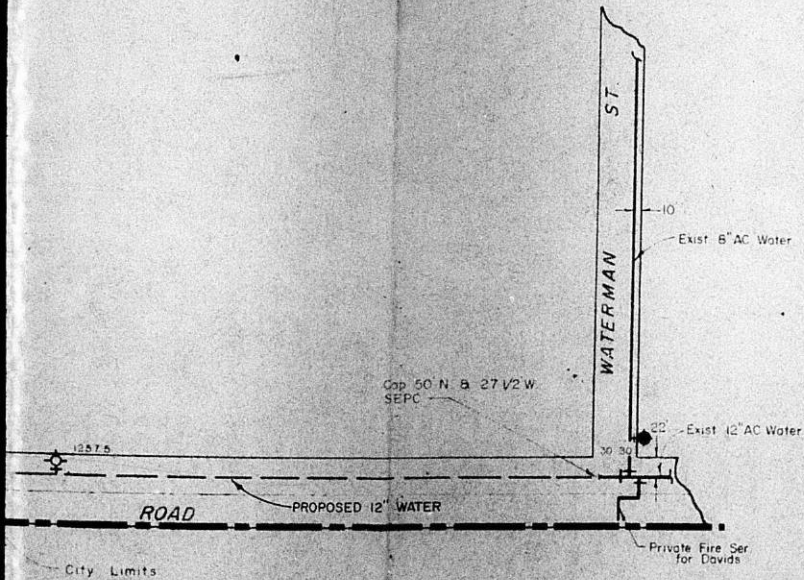 WATERMAN ST.
10
Exist 8" AC Water
Cap 50 N. & 27 1/2 W.
SEPC
22
Exist 12" AC Water
30 30
1257.5
PROPOSED 12" WATER
ROAD
Private Fire Ser
for Davids
City Limits